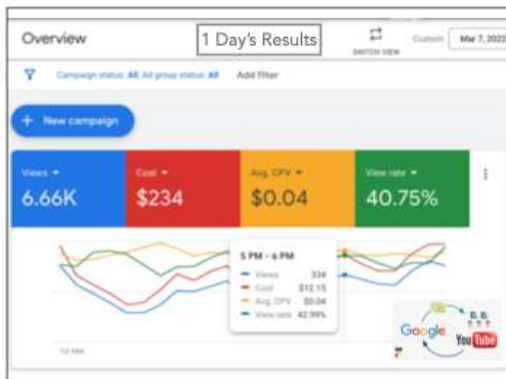 Overview
1 Day's Results
SWITCH VIEW
Custom
Mar 7, 2022
Campaign status: All; Ad group status: All
Add filter
+ New campaign
Views
6.66K
Cost
$234
Avg. CPV
$0.04
View rate
40.75%
5 PM - 6 PM
Views 334
Cost $12.15
Avg. CPV $0.04
View rate 42.99%
12 AM
Google
YouTube